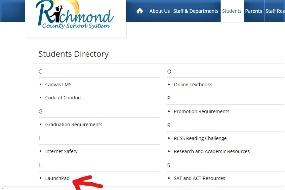 Richmond
County School System
About Us
Staff & Departments
Students
Parents
Staff Res
Students Directory
C
Canvas LMS
Code of Conduct
G
Graduation Requirements
I
Internet Safety
L
LaunchPad
O
Online Textbooks
P
Promotion Requirements
R
RCSS Reading Challenge
Research and Academic Resources
S
SAT and ACT Resources